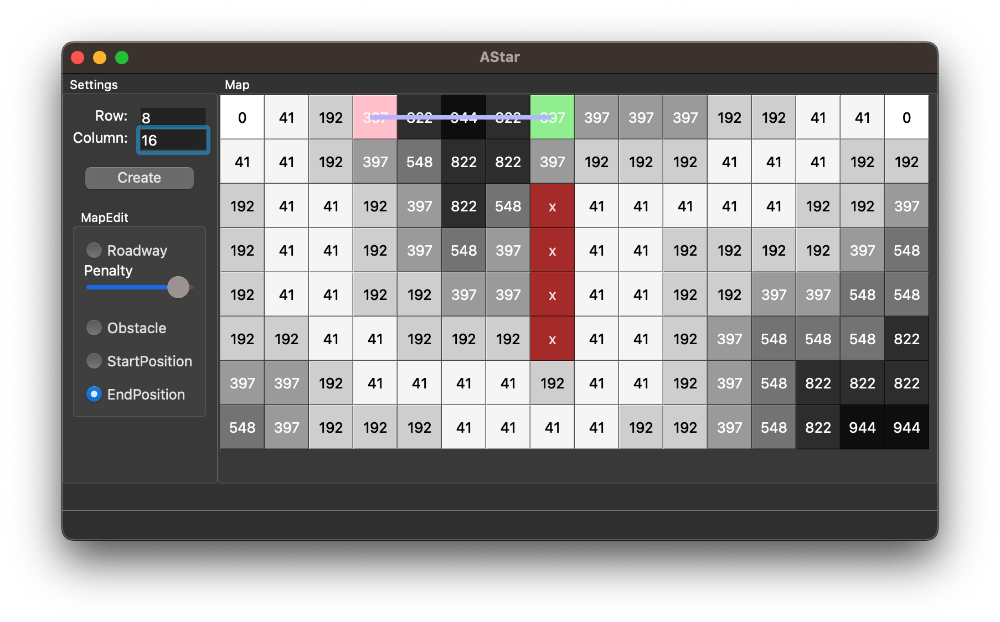 AStar
Settings
Map
Row: 8
Column: 16
Create
MapEdit
Roadway
Penalty
Obstacle
StartPosition
EndPosition
0 41 192 397 822 944 822 397 397 397 397 192 192 41 41 0
41 41 192 397 548 822 822 397 192 192 192 41 41 41 192 192
192 41 41 192 397 822 548 x 41 41 41 41 41 192 192 397
192 41 41 192 397 548 397 x 41 41 192 192 192 192 397 548
192 41 41 192 192 397 397 x 41 41 192 192 397 397 548 548
192 192 41 41 192 192 192 x 41 41 192 397 548 548 548 822
397 397 192 41 41 41 41 192 41 41 192 397 548 822 822 822
548 397 192 192 192 41 41 41 41 192 192 397 548 822 944 944